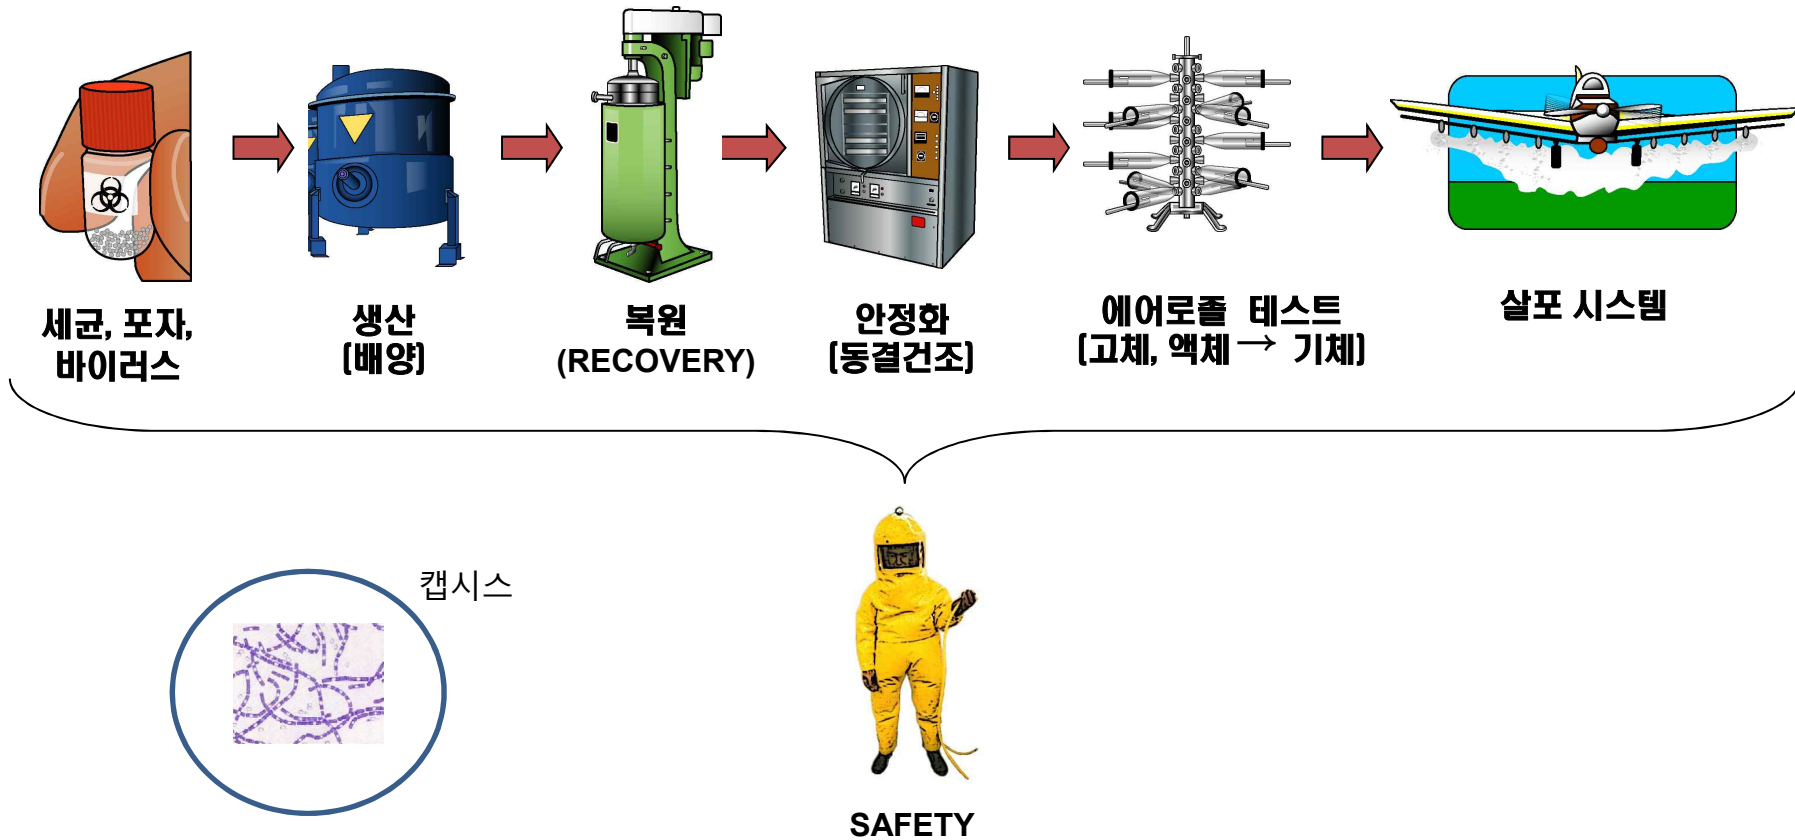 세균, 포자,
바이러스
생산
(배양)
복원
(RECOVERY)
안정화
(동결건조)
에어로졸 테스트
(고체, 액체 → 기체)
살포 시스템
캡시스
SAFETY